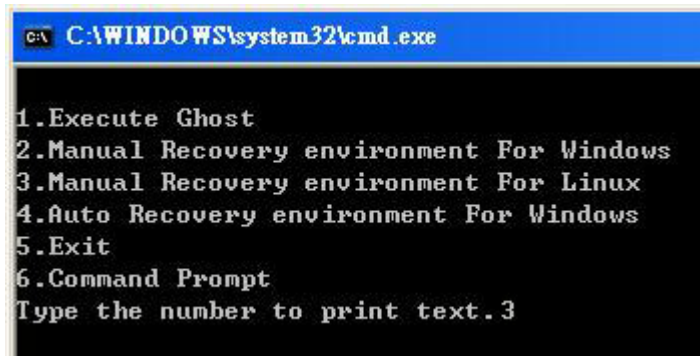 C:\WINDOWS\system32\cmd.exe
1.Execute Ghost
2.Manual Recovery environment For Windows
3.Manual Recovery environment For Linux
4.Auto Recovery environment For Windows
5.Exit
6.Command Prompt
Type the number to print text.3